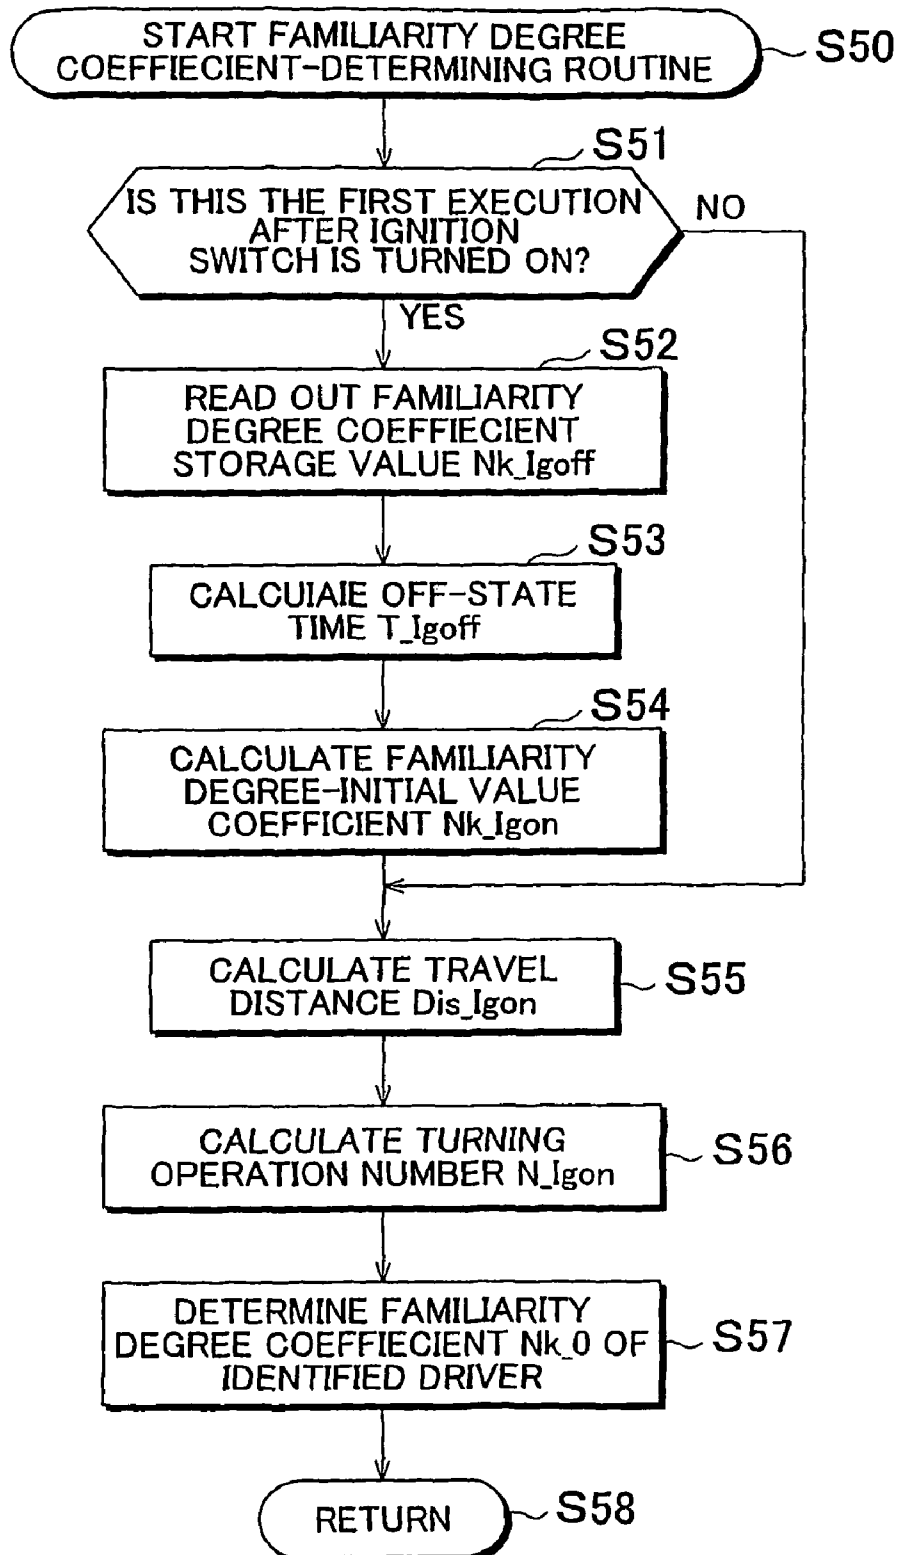 START FAMILIARITY DEGREE
COEFFIECIENT-DETERMINING ROUTINE
S50
S51
IS THIS THE FIRST EXECUTION
AFTER IGNITION
SWITCH IS TURNED ON?
NO
YES
S52
READ OUT FAMILIARITY
DEGREE COEFFIECIENT
STORAGE VALUE Nk_Igoff
S53
CALCUIAIE OFF-STATE
TIME T_Igoff
S54
CALCULATE FAMILIARITY
DEGREE-INITIAL VALUE
COEFFICIENT Nk_Igon
CALCULATE TRAVEL
DISTANCE Dis_Igon
S55
CALCULATE TURNING
OPERATION NUMBER N_Igon
S56
DETERMINE FAMILIARITY
DEGREE COEFFIECIENT Nk_0 OF
IDENTIFIED DRIVER
S57
RETURN
S58